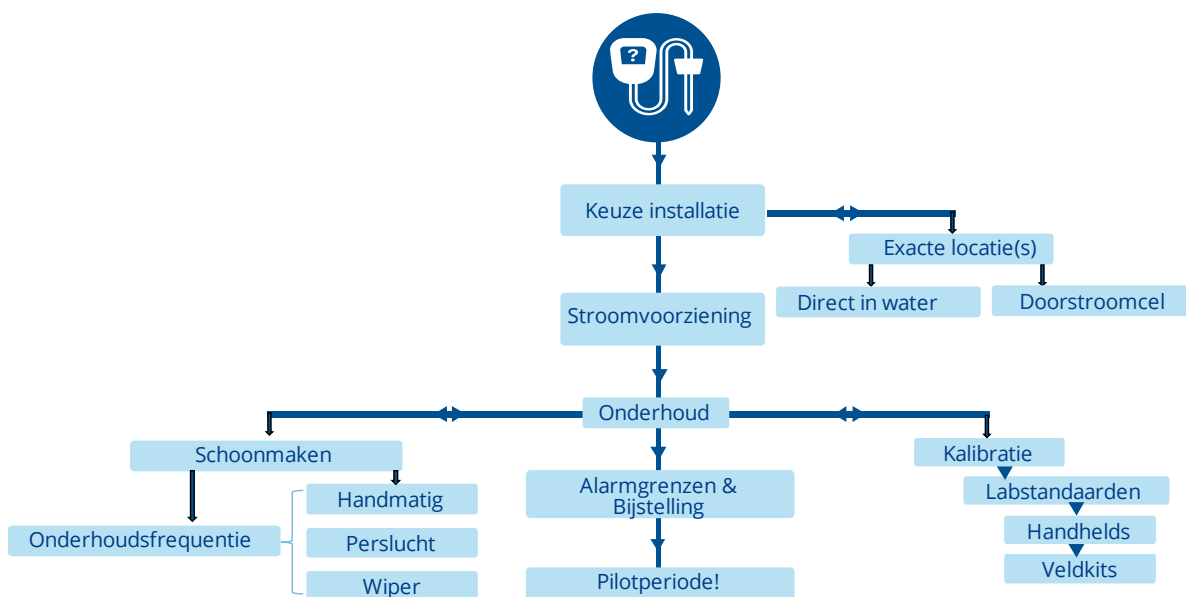 ?
Keuze installatie
Exacte locatie(s)
Direct in water
Doorstroomcel
Stroomvoorziening
Onderhoud
Schoonmaken
Kalibratie
Handmatig
Alarmgrenzen &
Bijstelling
Labstandaarden
Onderhoudsfrequentie
Perslucht
Handhelds
Wiper
Pilotperiode!
Veldkits